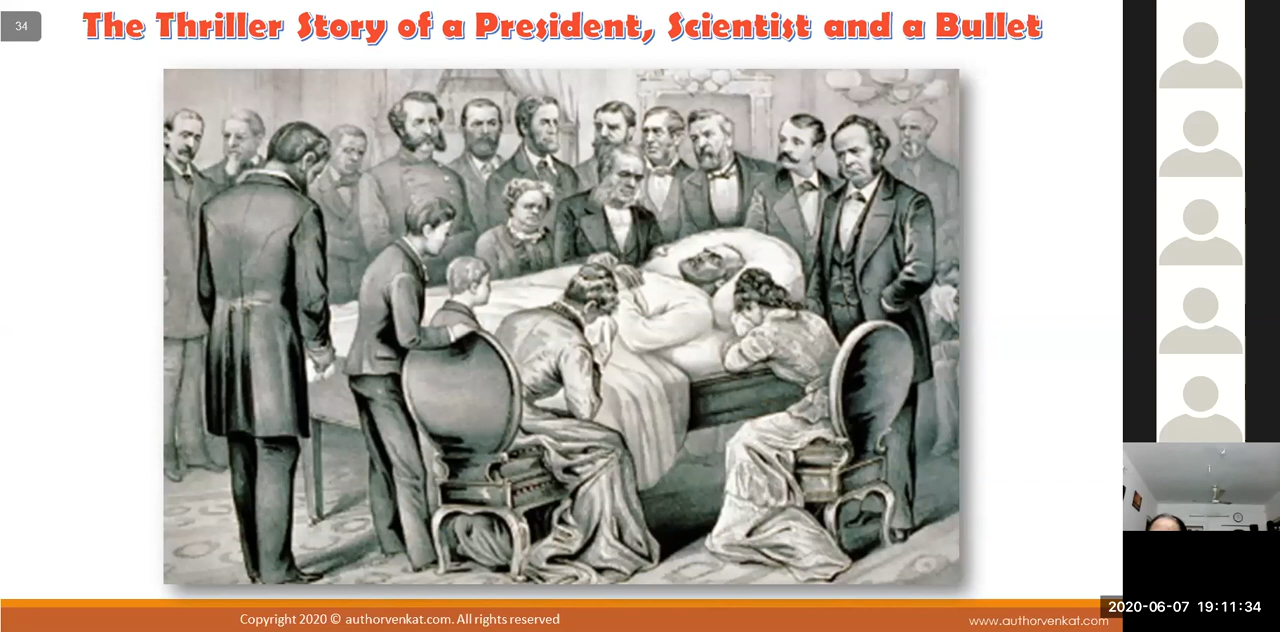 34
The Thriller Story of a President, Scientist and a Bullet
Copyright 2020 © authorvenkat.com. All rights reserved
www.authorvenkat.com
2020-06-07 19:11:34